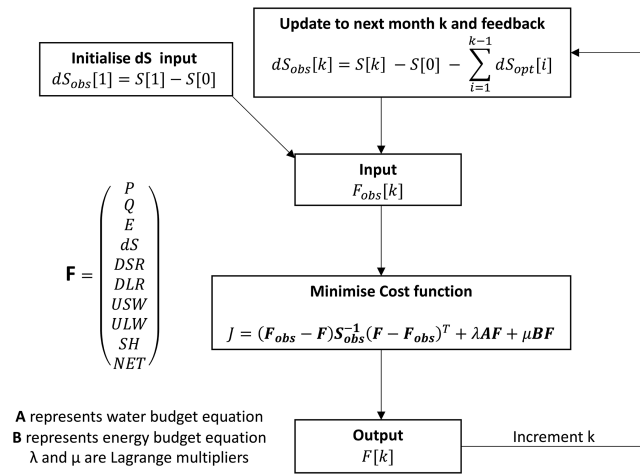 Update to next month k and feedback
dS_obs[k] = S[k] − S[0] − ∑_{i=1}^{k−1} dS_opt[i]
Initialise dS input
dS_obs[1] = S[1] − S[0]
Input
F_obs[k]
F = 
P
Q
E
dS
DSR
DLR
USW
ULW
SH
NET
Minimise Cost function
J = (F_obs − F)S_obs^−1(F − F_obs)^T + λAF + μBF
A represents water budget equation
B represents energy budget equation
λ and μ are Lagrange multipliers
Output
F[k]
Increment k